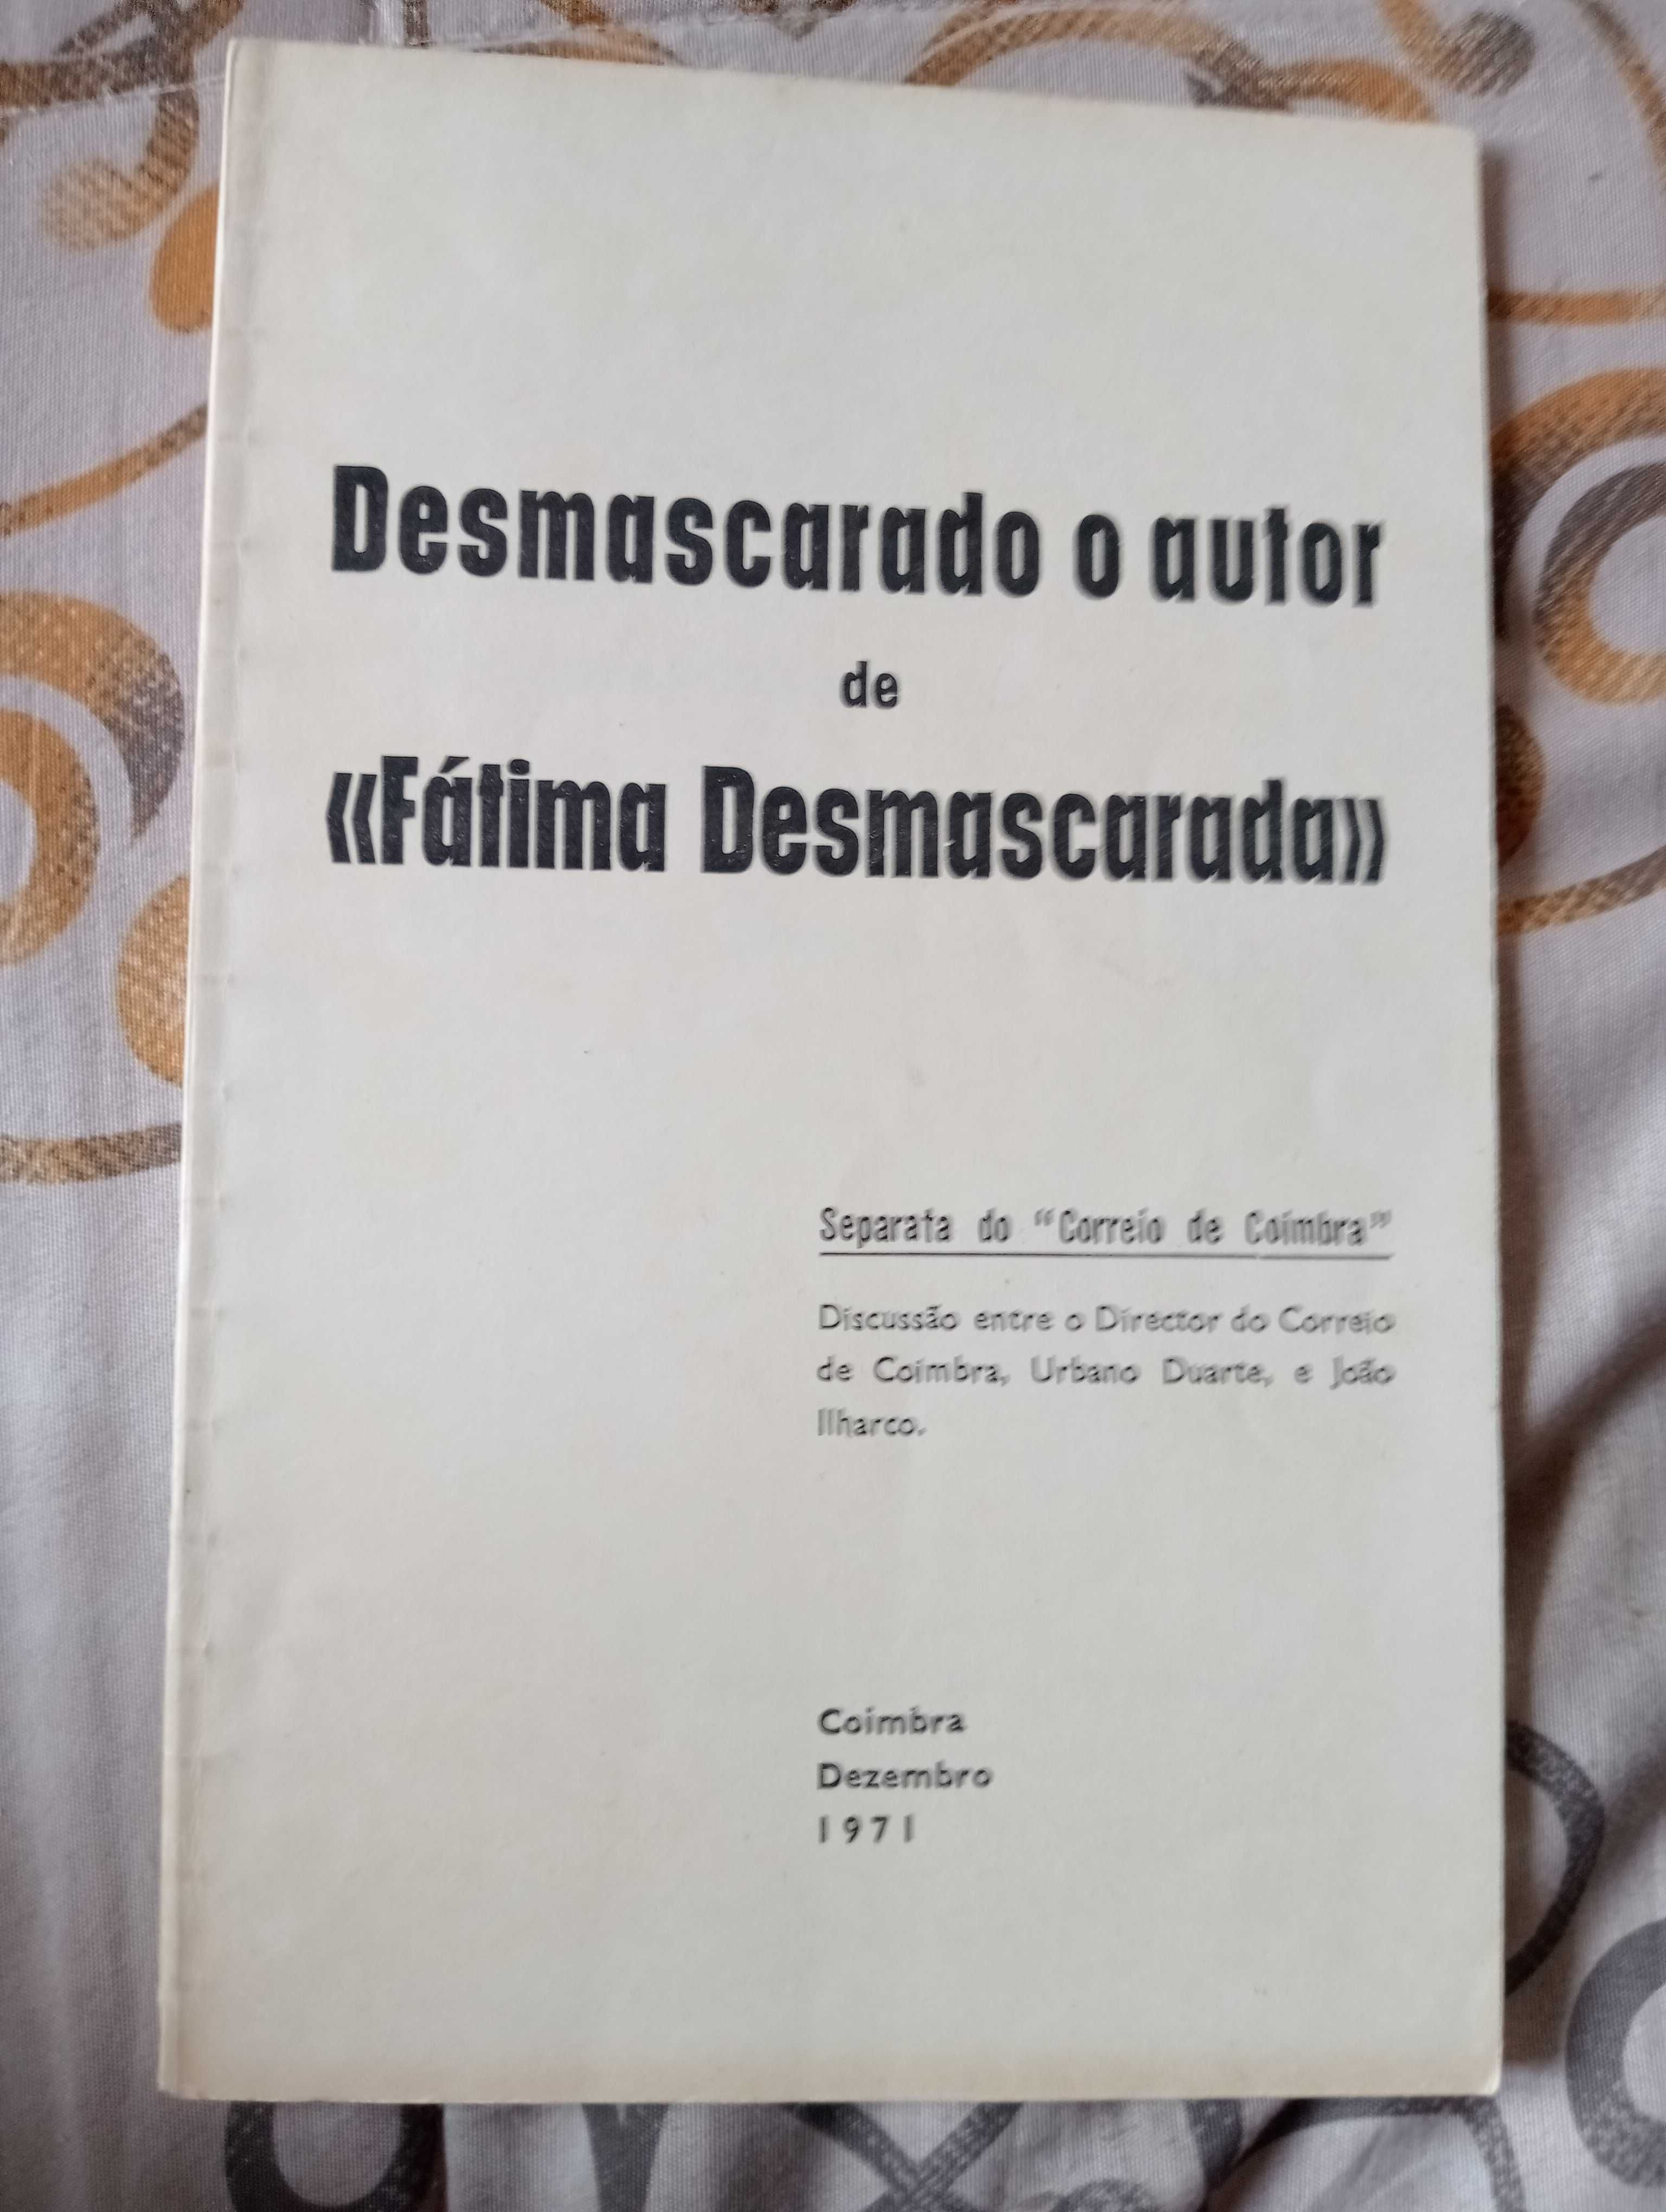 Desmascarado o autor
de
«Fátima Desmascarada»
Separata do “Correio de Coimbra”
Discussão entre o Director do Correio
de Coimbra, Urbano Duarte, e João
Ilharco.
Coimbra
Dezembro
1971